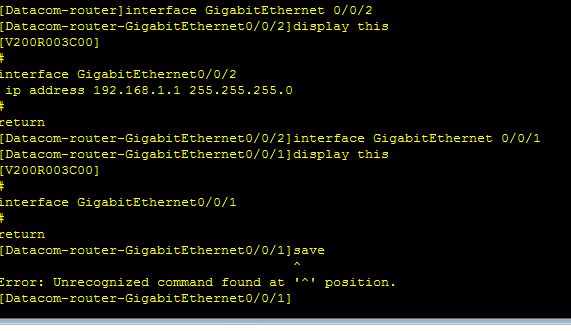 [Datacom-router]interface GigabitEthernet 0/0/2
[Datacom-router-GigabitEthernet0/0/2]display this
[V200R003C00]
#
interface GigabitEthernet0/0/2
 ip address 192.168.1.1 255.255.255.0
#
return
[Datacom-router-GigabitEthernet0/0/2]interface GigabitEthernet 0/0/1
[Datacom-router-GigabitEthernet0/0/1]display this
[V200R003C00]
#
interface GigabitEthernet0/0/1
#
return
[Datacom-router-GigabitEthernet0/0/1]save
                                     ^
Error: Unrecognized command found at '^' position.
[Datacom-router-GigabitEthernet0/0/1]